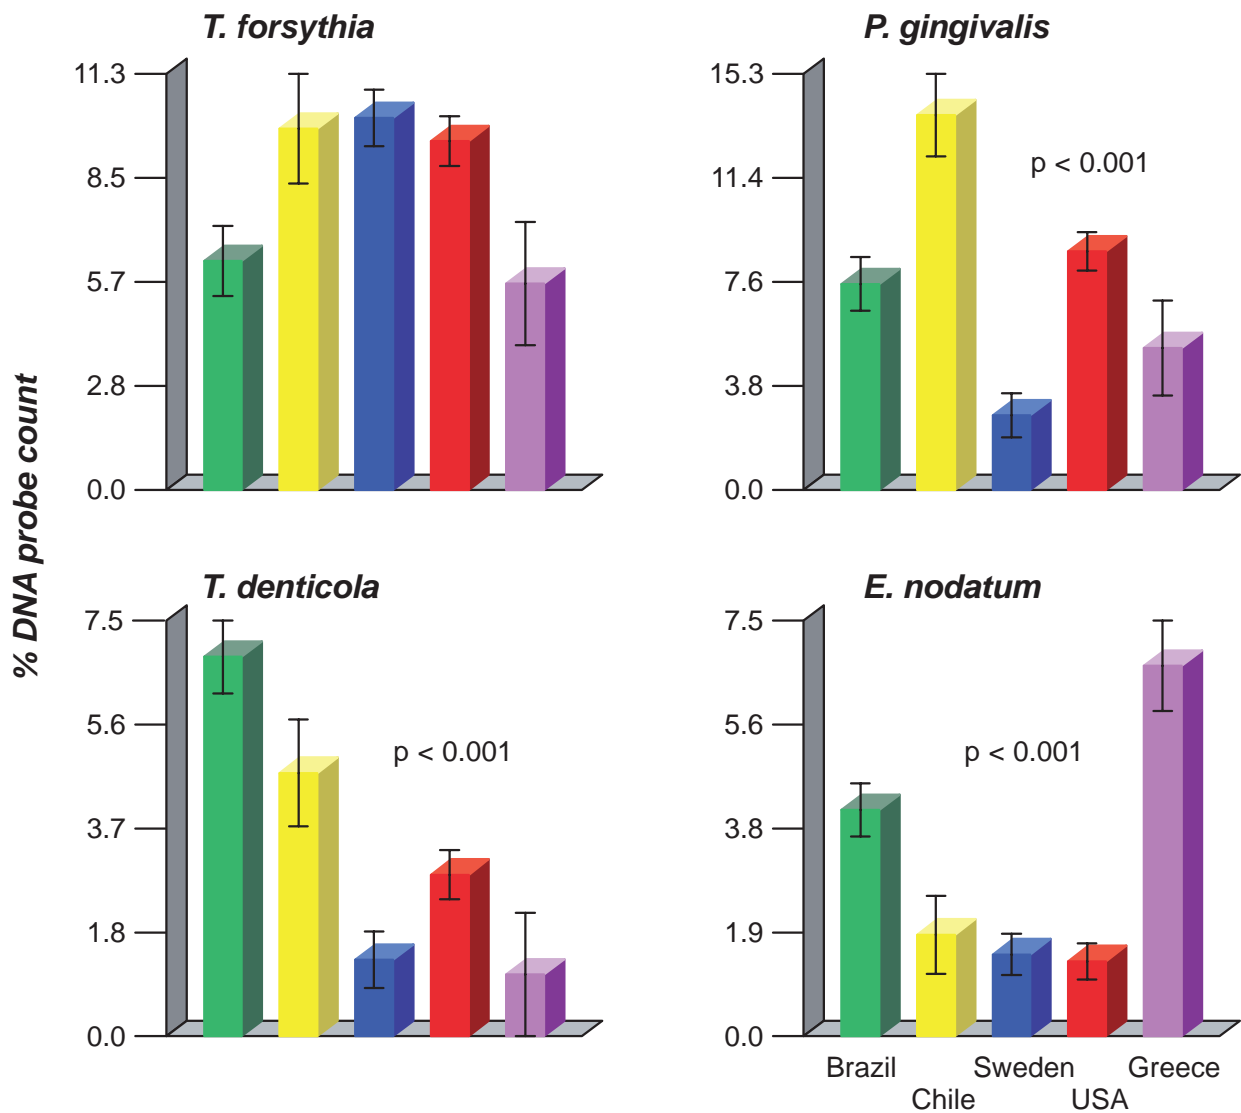 % DNA probe count
T. forsythia
11.3
8.5
5.7
2.8
0.0
P. gingivalis
15.3
11.4
7.6
3.8
0.0
p < 0.001
T. denticola
7.5
5.6
3.7
1.8
0.0
p < 0.001
E. nodatum
7.5
5.6
3.8
1.9
0.0
p < 0.001
Brazil
Chile
Sweden
USA
Greece